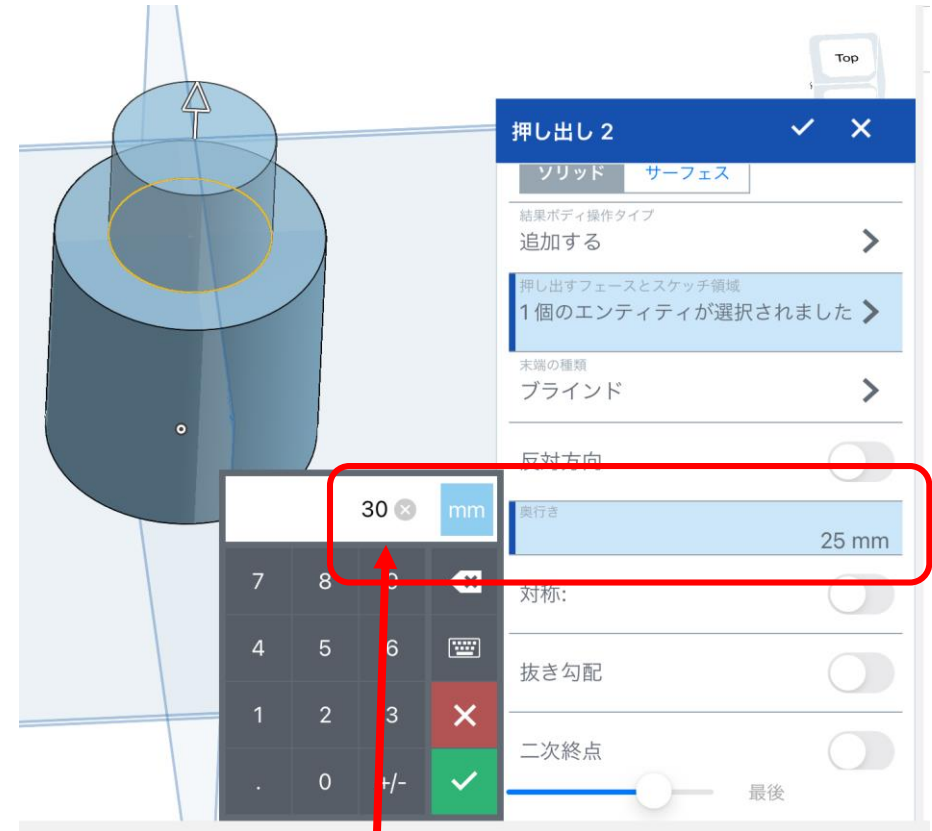 Top
押し出し 2
ソリッド サーフェス
結果ボディ操作タイプ
追加する
押し出すフェースとスケッチ領域
1個のエンティティが選択されました
末端の種類
ブラインド
反対方向
奥行き
25 mm
対称:
抜き勾配
二次終点
最後
30 mm
7 8 9
4 5 6
1 2 3
. 0 +/-